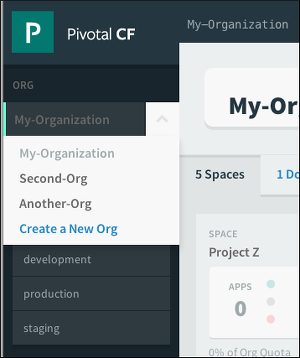 P Pivotal CF
My-Organization
ORG
My-Organization
My-Organization
Second-Org
Another-Org
Create a New Org
development
production
staging
My-Or
5 Spaces
1 Do
SPACE
Project Z
APPS
0
0% of Org Quota